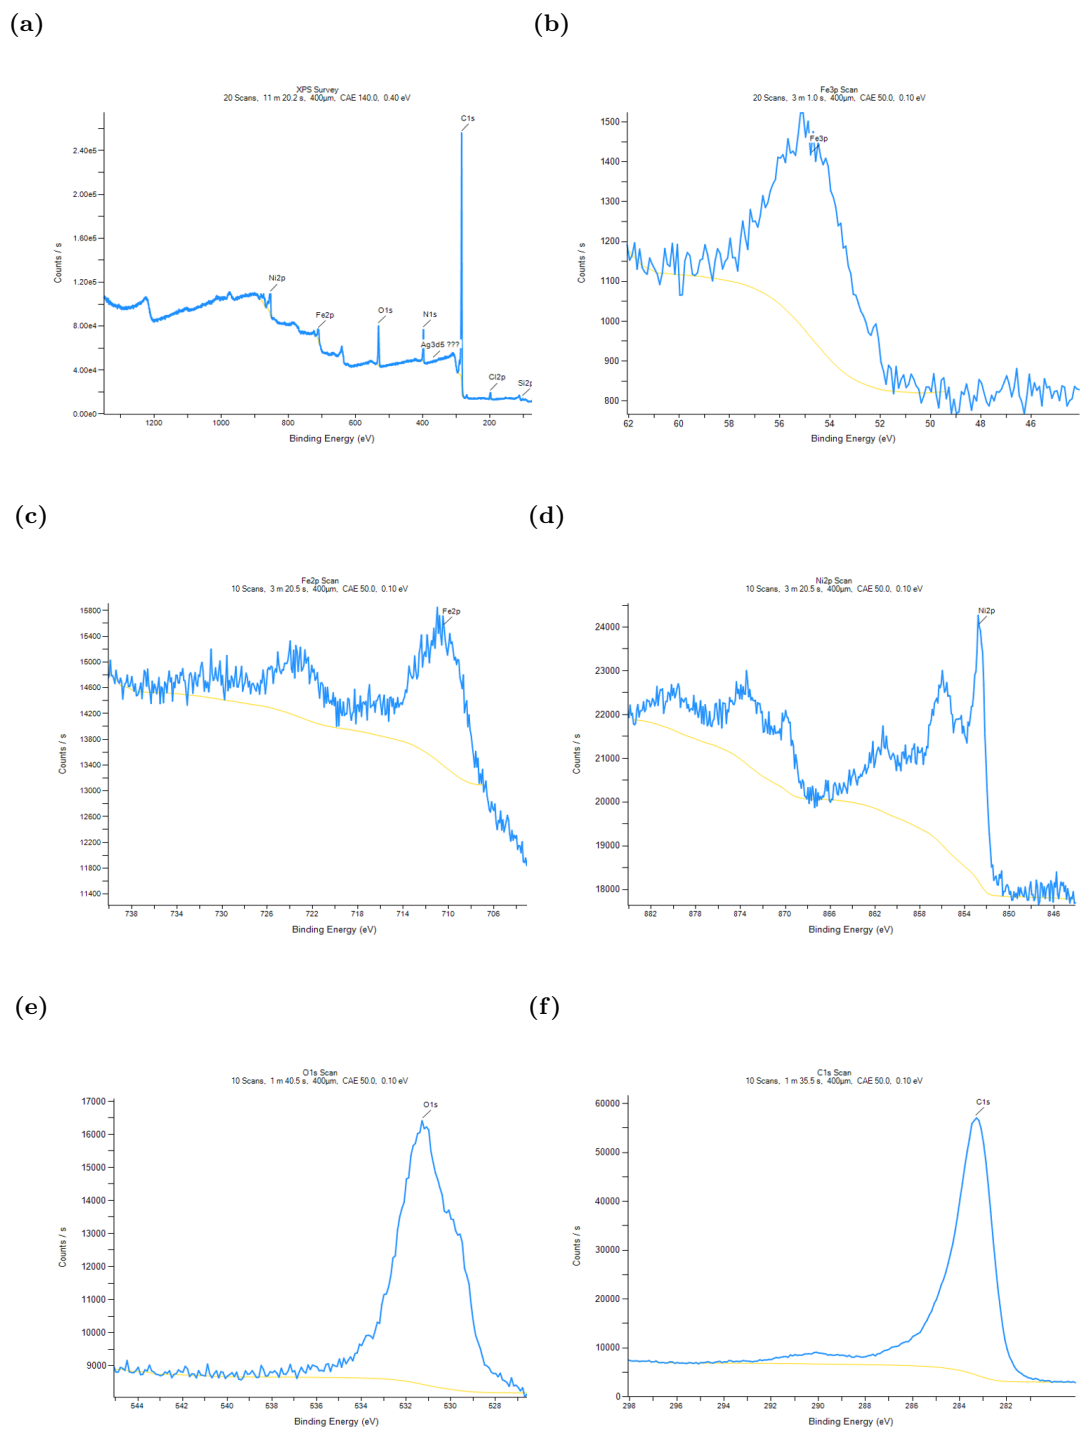 (a)
XPS Survey
20 Scans, 11 m 20.2 s, 400µm, CAE 140.0, 0.40 eV
C1s
2.40e5
2.00e5
1.60e5
1.20e5
8.00e4
4.00e4
0.00e0
Ni2p
Fe2p
O1s
N1s
Ag3d5 ???
Cl2p
Si2p
Counts / s
1200 1000 800 600 400 200
Binding Energy (eV)
(b)
Fe3p Scan
20 Scans, 3 m 1.0 s, 400µm, CAE 50.0, 0.10 eV
Fe3p
1500
1400
1300
1200
1100
1000
900
800
Counts / s
62 60 58 56 54 52 50 48 46
Binding Energy (eV)
(c)
Fe2p Scan
10 Scans, 3 m 20.5 s, 400µm, CAE 50.0, 0.10 eV
Fe2p
15800
15400
15000
14600
14200
13800
13400
13000
12600
12200
11800
11400
Counts / s
738 734 730 726 722 718 714 710 706
Binding Energy (eV)
(d)
Ni2p Scan
10 Scans, 3 m 20.5 s, 400µm, CAE 50.0, 0.10 eV
Ni2p
24000
23000
22000
21000
20000
19000
18000
Counts / s
882 878 874 870 866 862 858 854 850 846
Binding Energy (eV)
(e)
O1s Scan
10 Scans, 1 m 40.5 s, 400µm, CAE 50.0, 0.10 eV
O1s
17000
16000
15000
14000
13000
12000
11000
10000
9000
Counts / s
544 542 540 538 536 534 532 530 528
Binding Energy (eV)
(f)
C1s Scan
10 Scans, 1 m 35.5 s, 400µm, CAE 50.0, 0.10 eV
C1s
60000
50000
40000
30000
20000
10000
0
Counts / s
298 296 294 292 290 288 286 284 282
Binding Energy (eV)